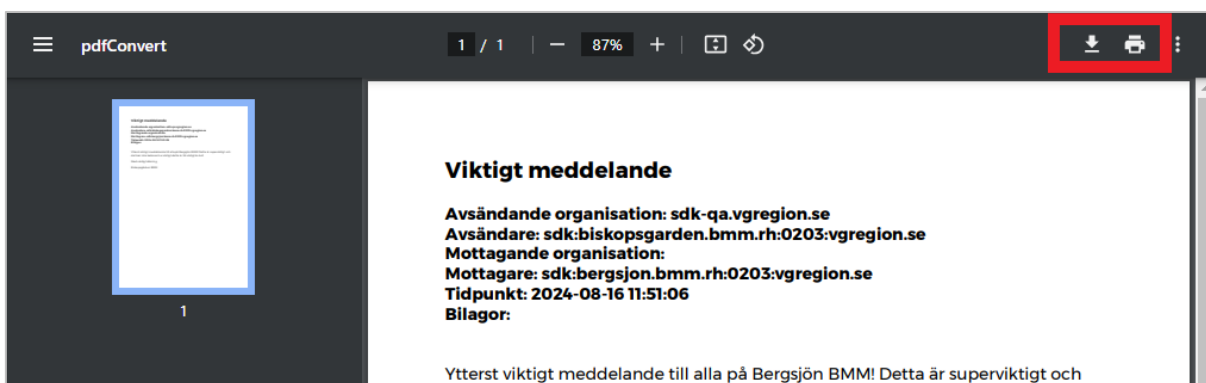 pdfConvert
1 / 1
87%
Viktigt meddelande
Avsändande organisation: sdk-qa.vgregion.se
Avsändare: sdk:biskopsgarden.bmm.rh:0203:vgregion.se
Mottagande organisation:
Mottagare: sdk:bergsjon.bmm.rh:0203:vgregion.se
Tidpunkt: 2024-08-16 11:51:06
Bilagor:
Ytterst viktigt meddelande till alla på Bergsjön BMM! Detta är superviktigt och
1